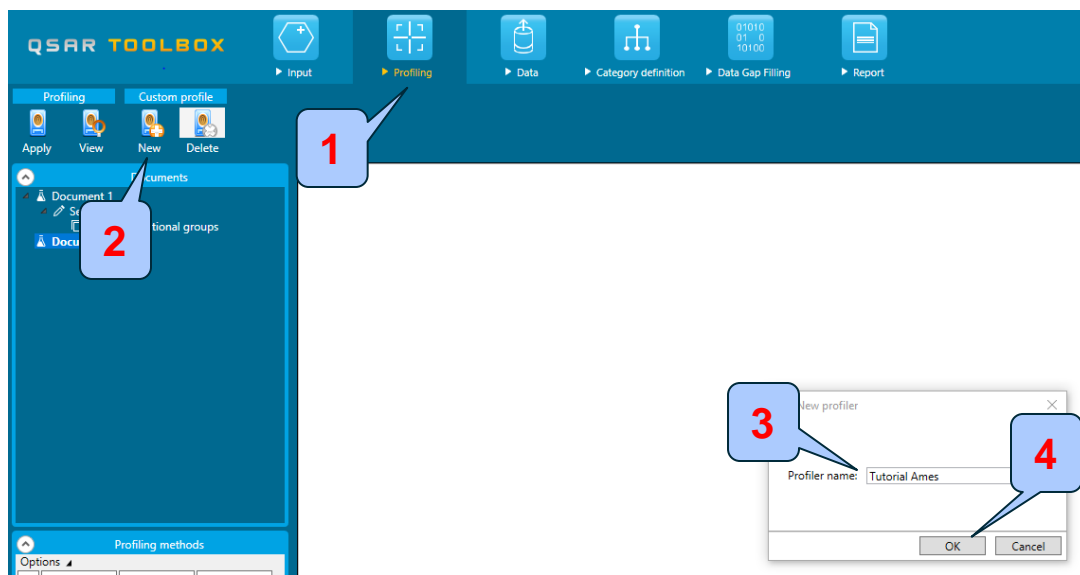 QSAR TOOLBOX
01010
01 0
10100
Input
Profiling
Data
Category definition
Data Gap Filling
Report
Profiling
Custom profile
Apply
View
New
Delete
1
Documents
Document 1
2
tional groups
New profiler
3
4
Profiler name:
Tutorial Ames
OK
Cancel
Profiling methods
Options